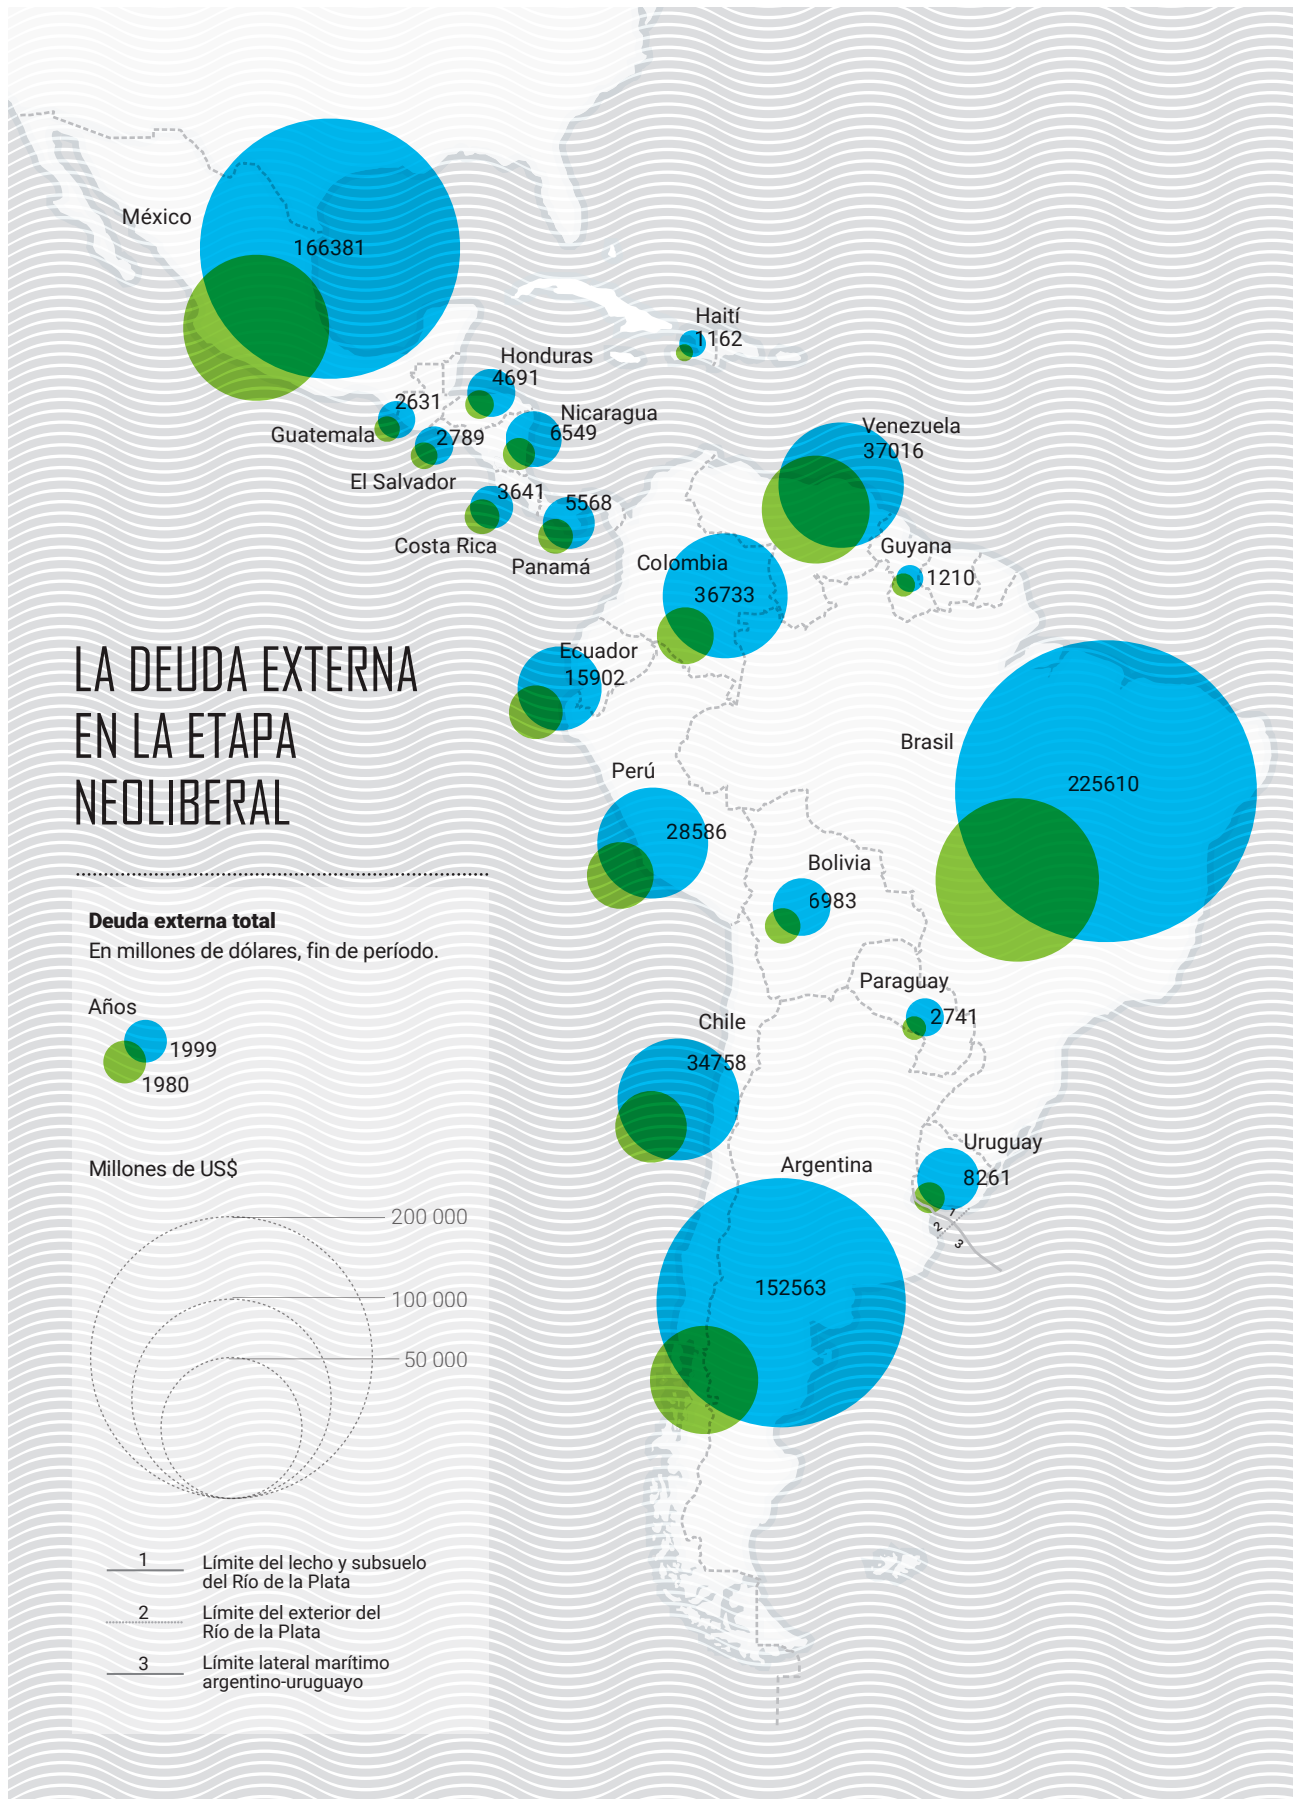 México
166381
Haití
1162
Honduras
4691
2631
Guatemala
Nicaragua
6549
2789
El Salvador
Venezuela
37016
3641
Costa Rica
5568
Panamá
Colombia
36733
Guyana
1210
Ecuador
15902
LA DEUDA EXTERNA
EN LA ETAPA
NEOLIBERAL
Brasil
225610
Perú
28586
Bolivia
6983
Deuda externa total
En millones de dólares, fin de período.
Años
1999
1980
Paraguay
2741
Chile
34758
Uruguay
8261
1
2
3
Argentina
152563
Millones de US$
200 000
100 000
50 000
1 Límite del lecho y subsuelo
del Río de la Plata
2 Límite del exterior del
Río de la Plata
3 Límite lateral marítimo
argentino-uruguayo